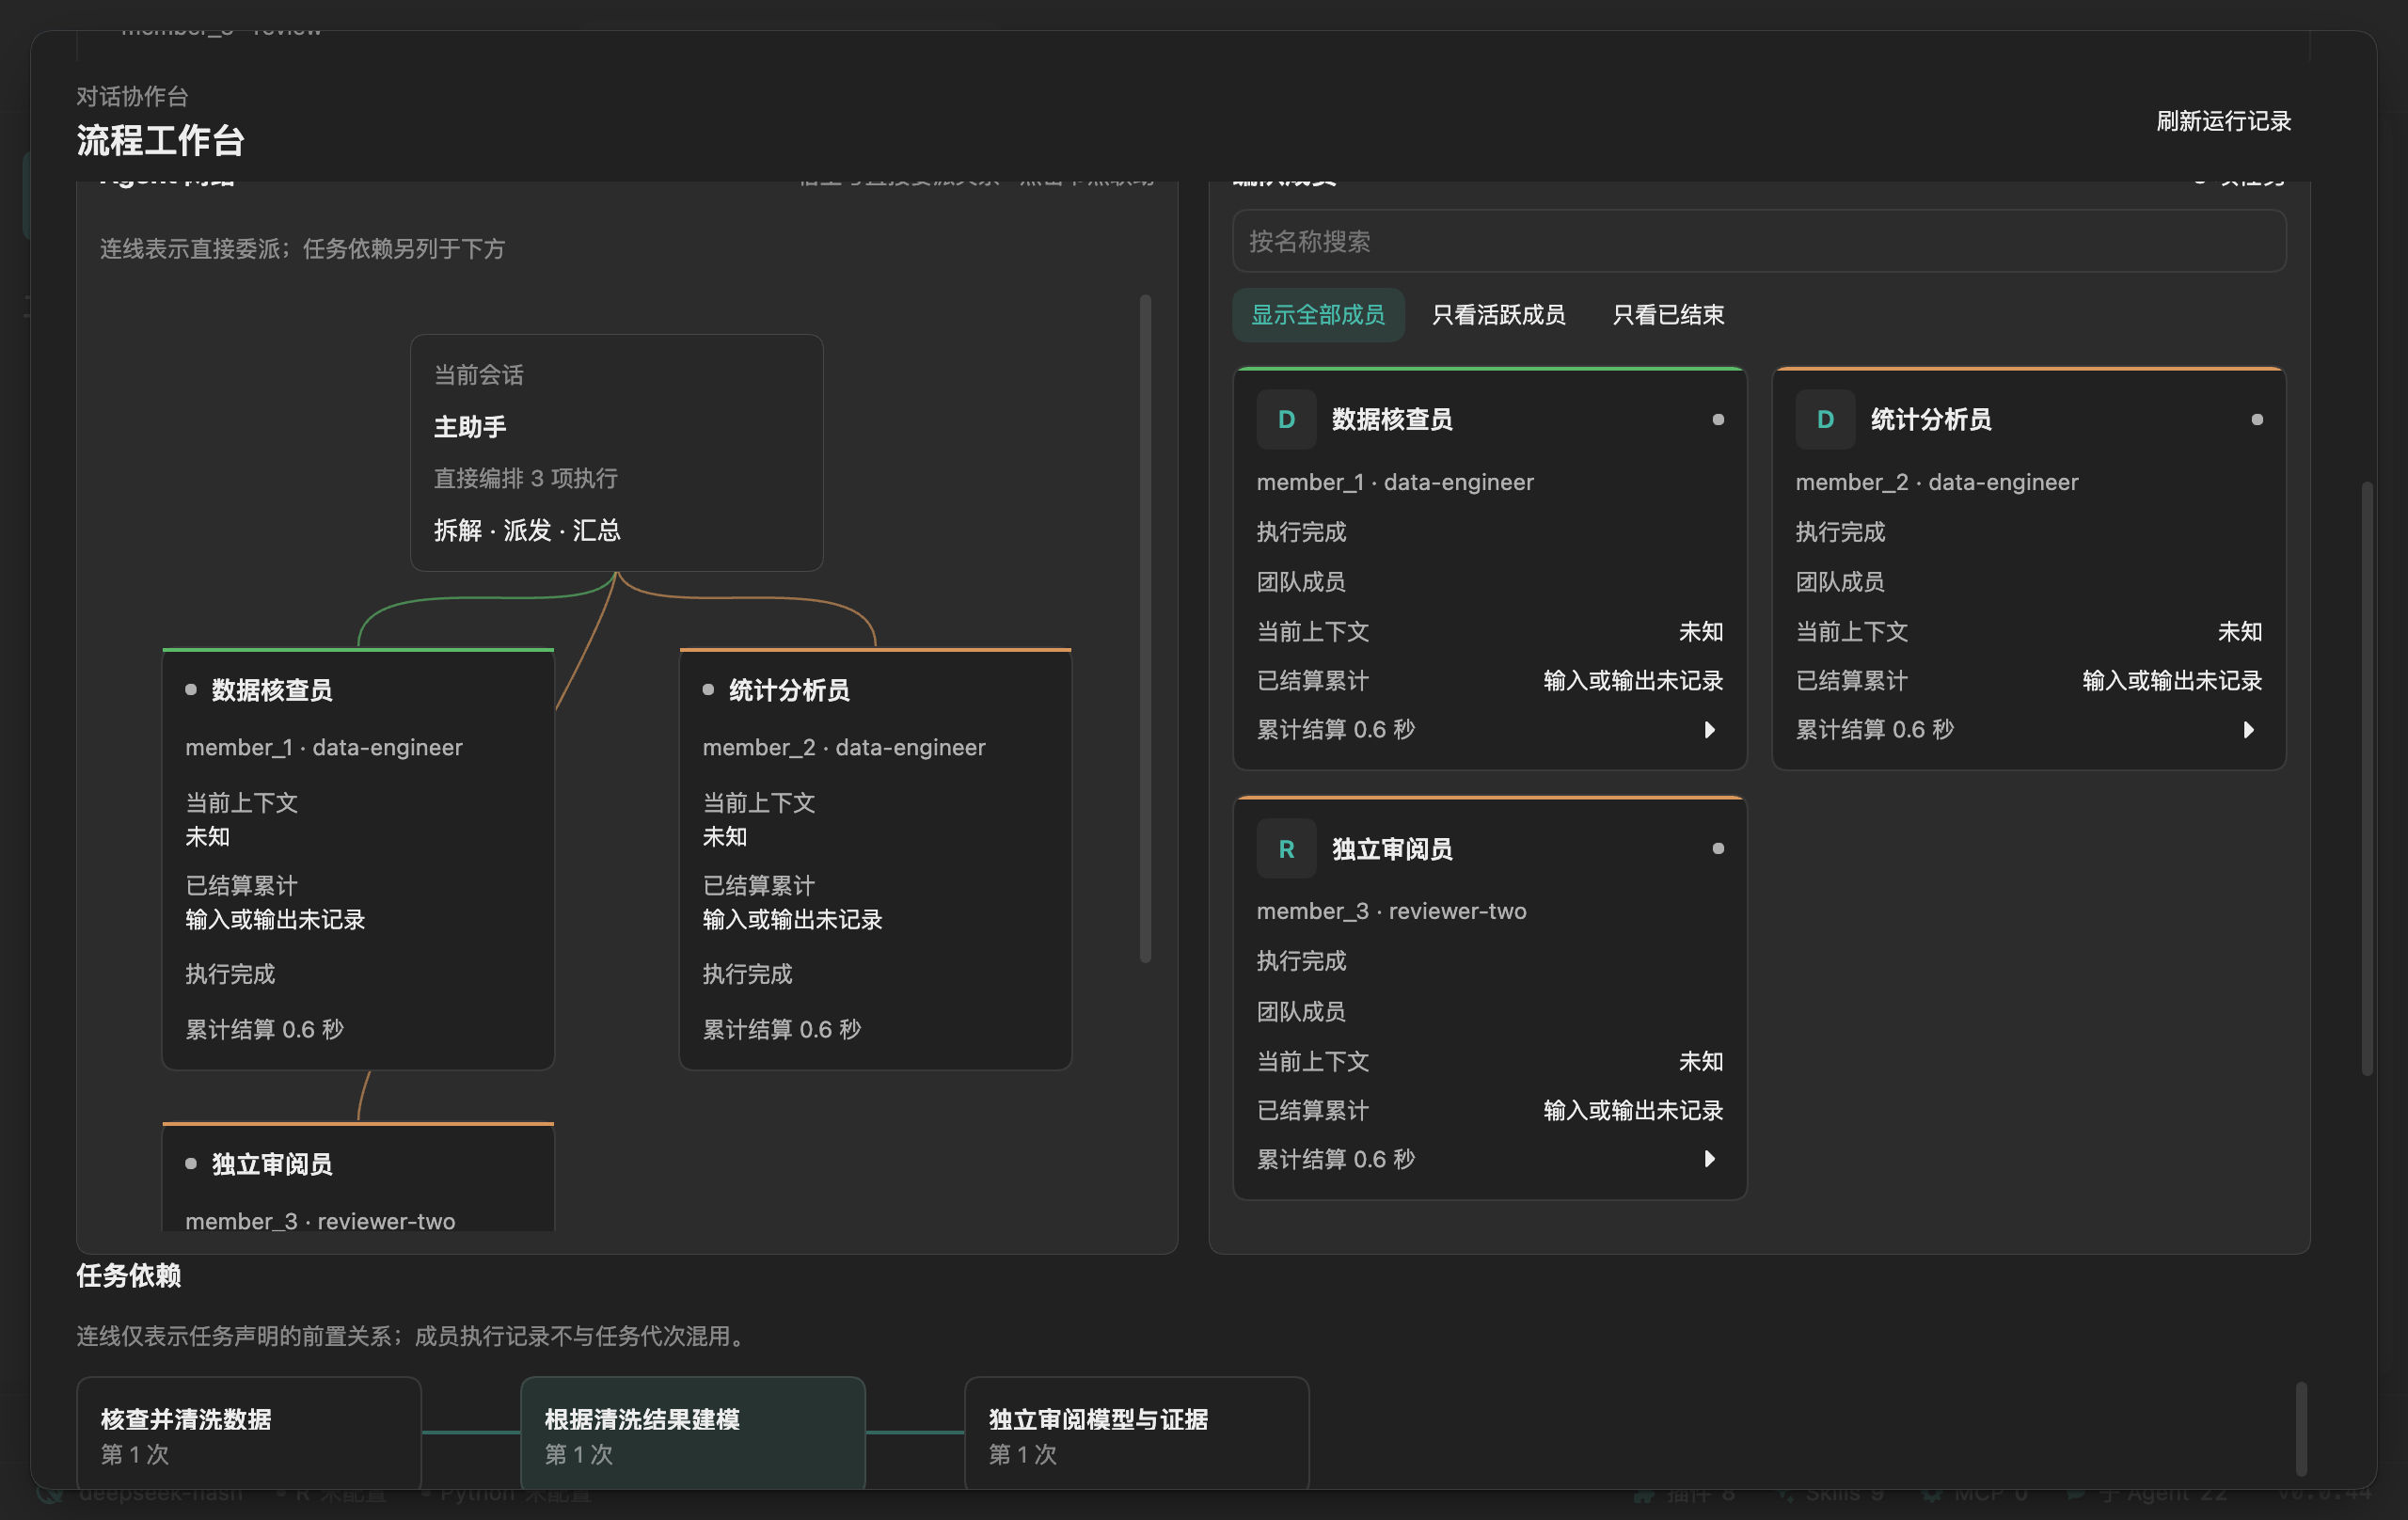 对话协作台
流程工作台
刷新运行记录
连线表示直接委派；任务依赖另列于下方
当前会话
主助手
直接编排 3 项执行
拆解 · 派发 · 汇总
数据核查员
member_1 · data-engineer
当前上下文
未知
已结算累计
输入或输出未记录
执行完成
累计结算 0.6 秒
统计分析员
member_2 · data-engineer
当前上下文
未知
已结算累计
输入或输出未记录
执行完成
累计结算 0.6 秒
独立审阅员
member_3 · reviewer-two
按名称搜索
显示全部成员
只看活跃成员
只看已结束
D
数据核查员
member_1 · data-engineer
执行完成
团队成员
当前上下文 未知
已结算累计 输入或输出未记录
累计结算 0.6 秒
D
统计分析员
member_2 · data-engineer
执行完成
团队成员
当前上下文 未知
已结算累计 输入或输出未记录
累计结算 0.6 秒
R
独立审阅员
member_3 · reviewer-two
执行完成
团队成员
当前上下文 未知
已结算累计 输入或输出未记录
累计结算 0.6 秒
任务依赖
连线仅表示任务声明的前置关系；成员执行记录不与任务代次混用。
核查并清洗数据
第 1 次
根据清洗结果建模
第 1 次
独立审阅模型与证据
第 1 次